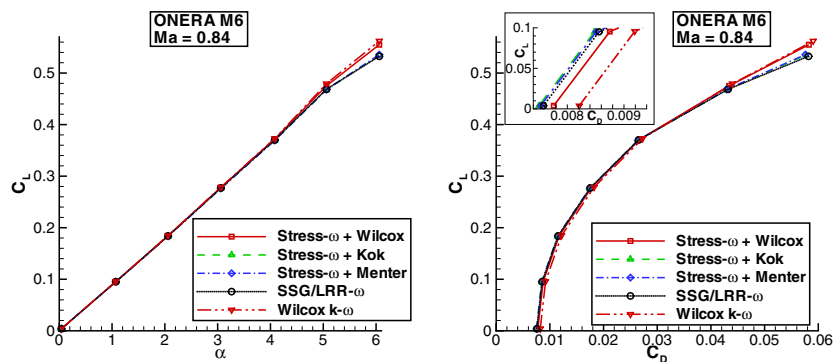 ONERA M6
Ma = 0.84
C_L
0.5
0.4
0.3
0.2
0.1
0
0 1 2 3 4 5 6
α
Stress-ω + Wilcox
Stress-ω + Kok
Stress-ω + Menter
SSG/LRR-ω
Wilcox k-ω
ONERA M6
Ma = 0.84
C_L
0.1
0.05
0
0.008 C_D 0.009
C_L
0.5
0.4
0.3
0.2
0.1
0
0 0.01 0.02 0.03 0.04 0.05 0.06
C_D
Stress-ω + Wilcox
Stress-ω + Kok
Stress-ω + Menter
SSG/LRR-ω
Wilcox k-ω